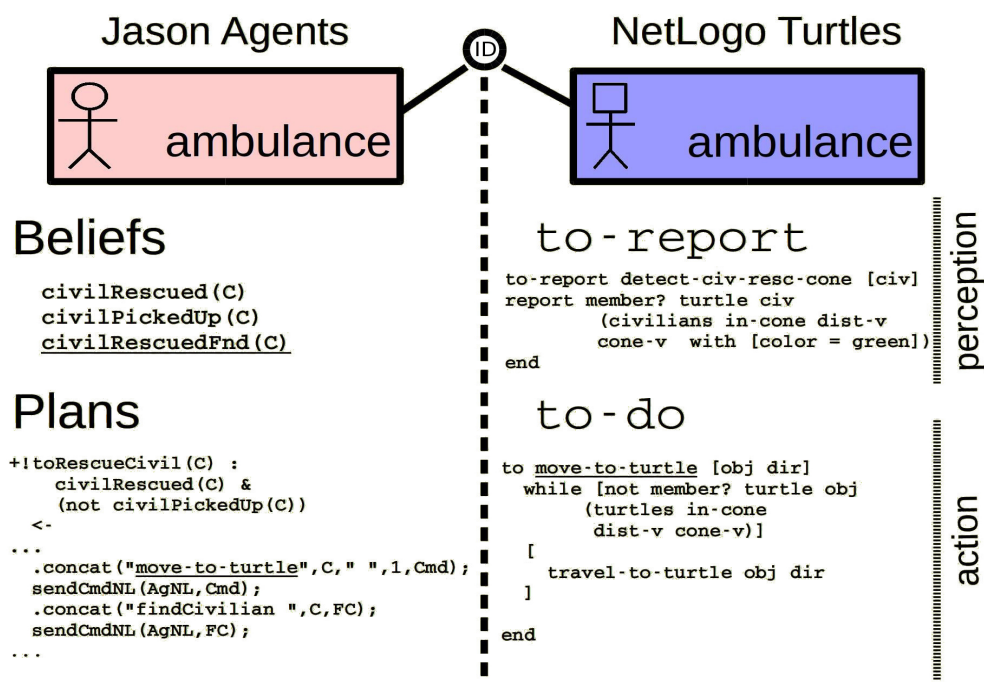 Jason Agents
ID
NetLogo Turtles
ambulance
ambulance
Beliefs
civilRescued(C)
civilPickedUp(C)
civilRescuedFnd(C)
Plans
+!toRescueCivil(C) :
civilRescued(C) &
(not civilPickedUp(C))
<-
...
.concat("move-to-turtle",C," ",1,Cmd);
sendCmdNL(AgNL,Cmd);
.concat("findCivilian ",C,FC);
sendCmdNL(AgNL,FC);
...
to-report
to-report detect-civ-resc-cone [civ]
report member? turtle civ
(civilians in-cone dist-v
cone-v with [color = green])
end
perception
to-do
to move-to-turtle [obj dir]
while [not member? turtle obj
(turtles in-cone
dist-v cone-v)]
[
travel-to-turtle obj dir
]
end
action